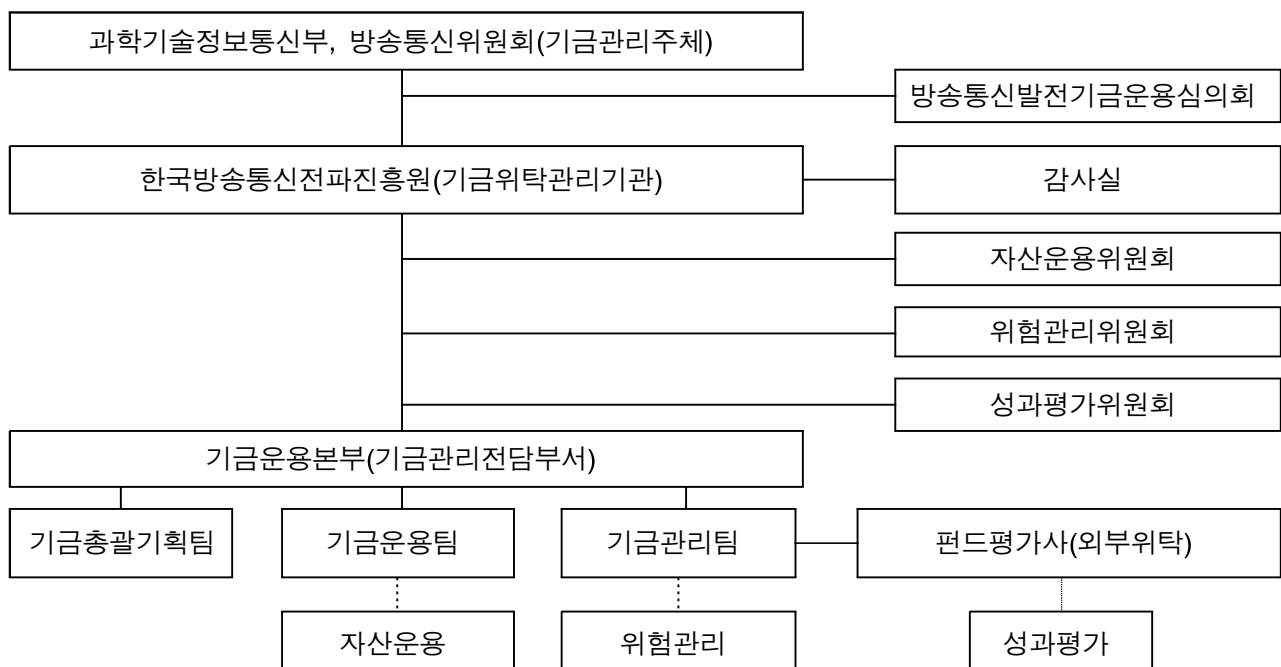 과학기술정보통신부, 방송통신위원회(기금관리주체)
방송통신발전기금운용심의회
한국방송통신전파진흥원(기금위탁관리기관)
감사실
자산운용위원회
위험관리위원회
성과평가위원회
기금운용본부(기금관리전담부서)
기금총괄기획팀
기금운용팀
기금관리팀
펀드평가사(외부위탁)
자산운용
위험관리
성과평가